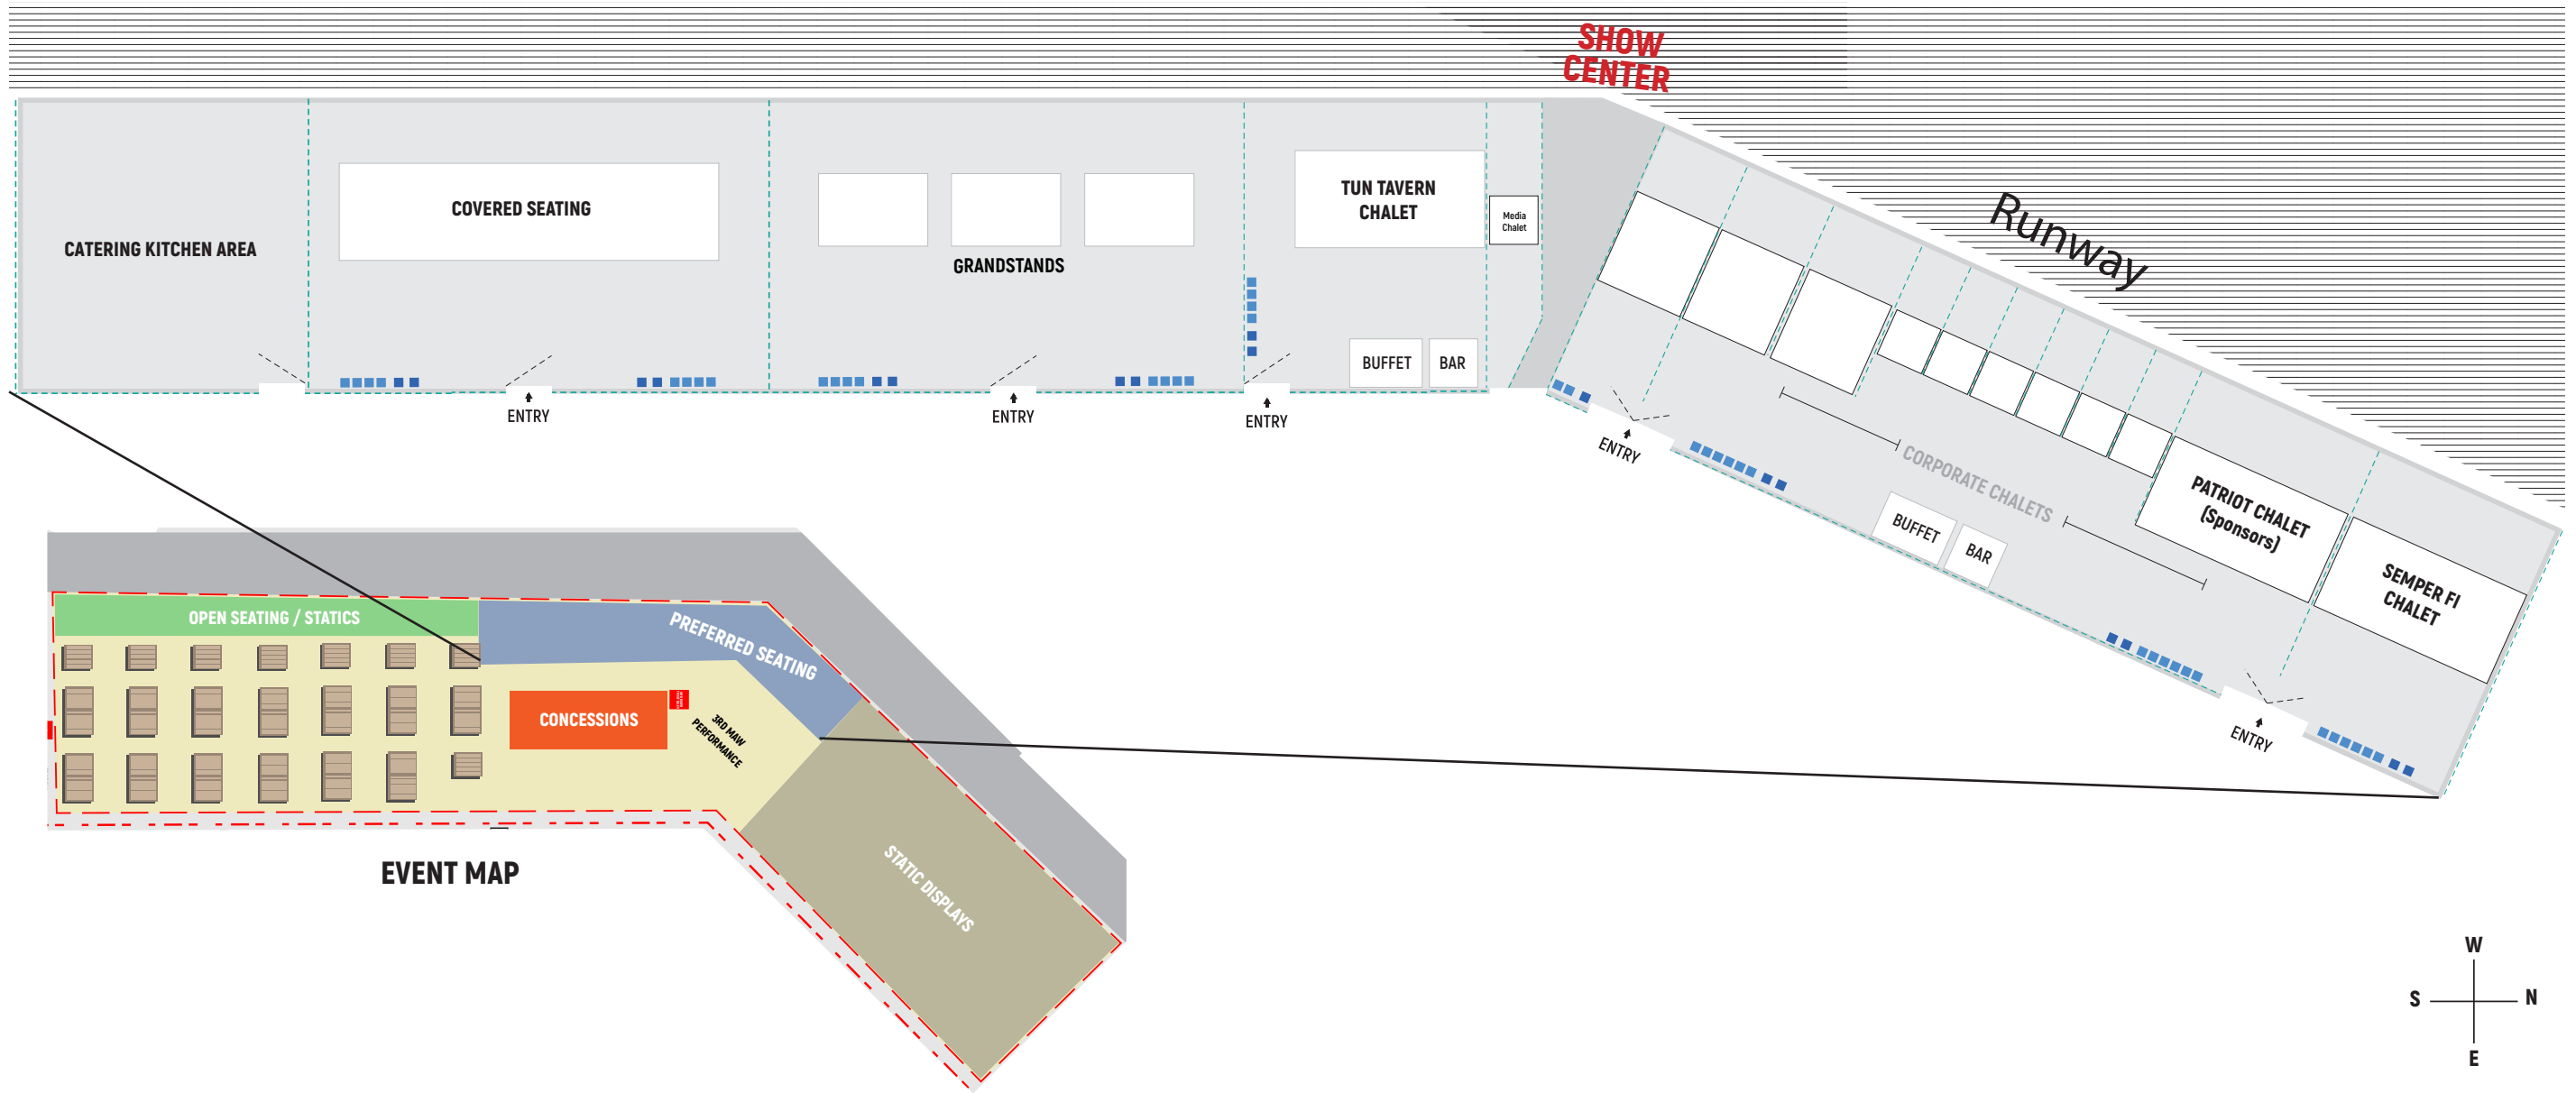 SHOW
CENTER
Runway
CATERING KITCHEN AREA
COVERED SEATING
GRANDSTANDS
TUN TAVERN
CHALET
Media
Chalet
BUFFET
BAR
ENTRY
ENTRY
ENTRY
ENTRY
CORPORATE CHALETS
BUFFET
BAR
PATRIOT CHALET
(Sponsors)
SEMPER FI
CHALET
ENTRY
OPEN SEATING / STATICS
PREFERRED SEATING
CONCESSIONS
3RD MAW
PERFORMANCE
STATIC DISPLAYS
EVENT MAP
W
S
N
E